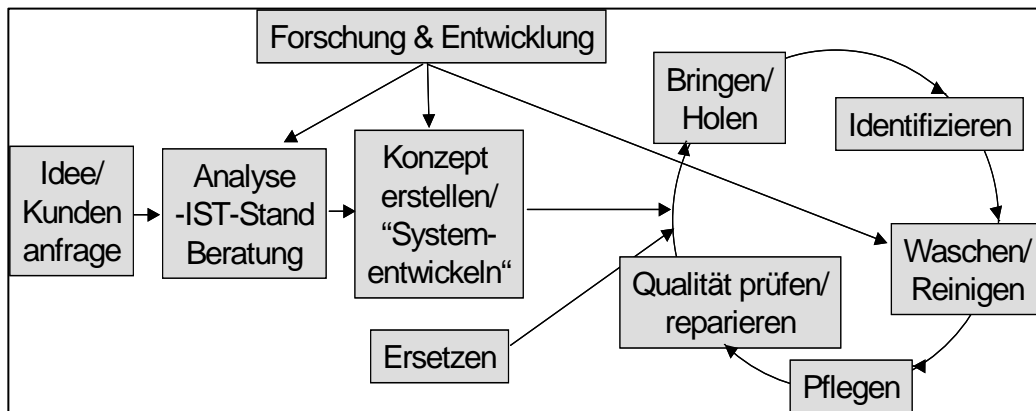 Forschung & Entwicklung
Idee/
Kunden
anfrage
Analyse
-IST-Stand
Beratung
Konzept
erstellen/
“System-
entwickeln“
Ersetzen
Bringen/
Holen
Identifizieren
Waschen/
Reinigen
Pflegen
Qualität prüfen/
reparieren